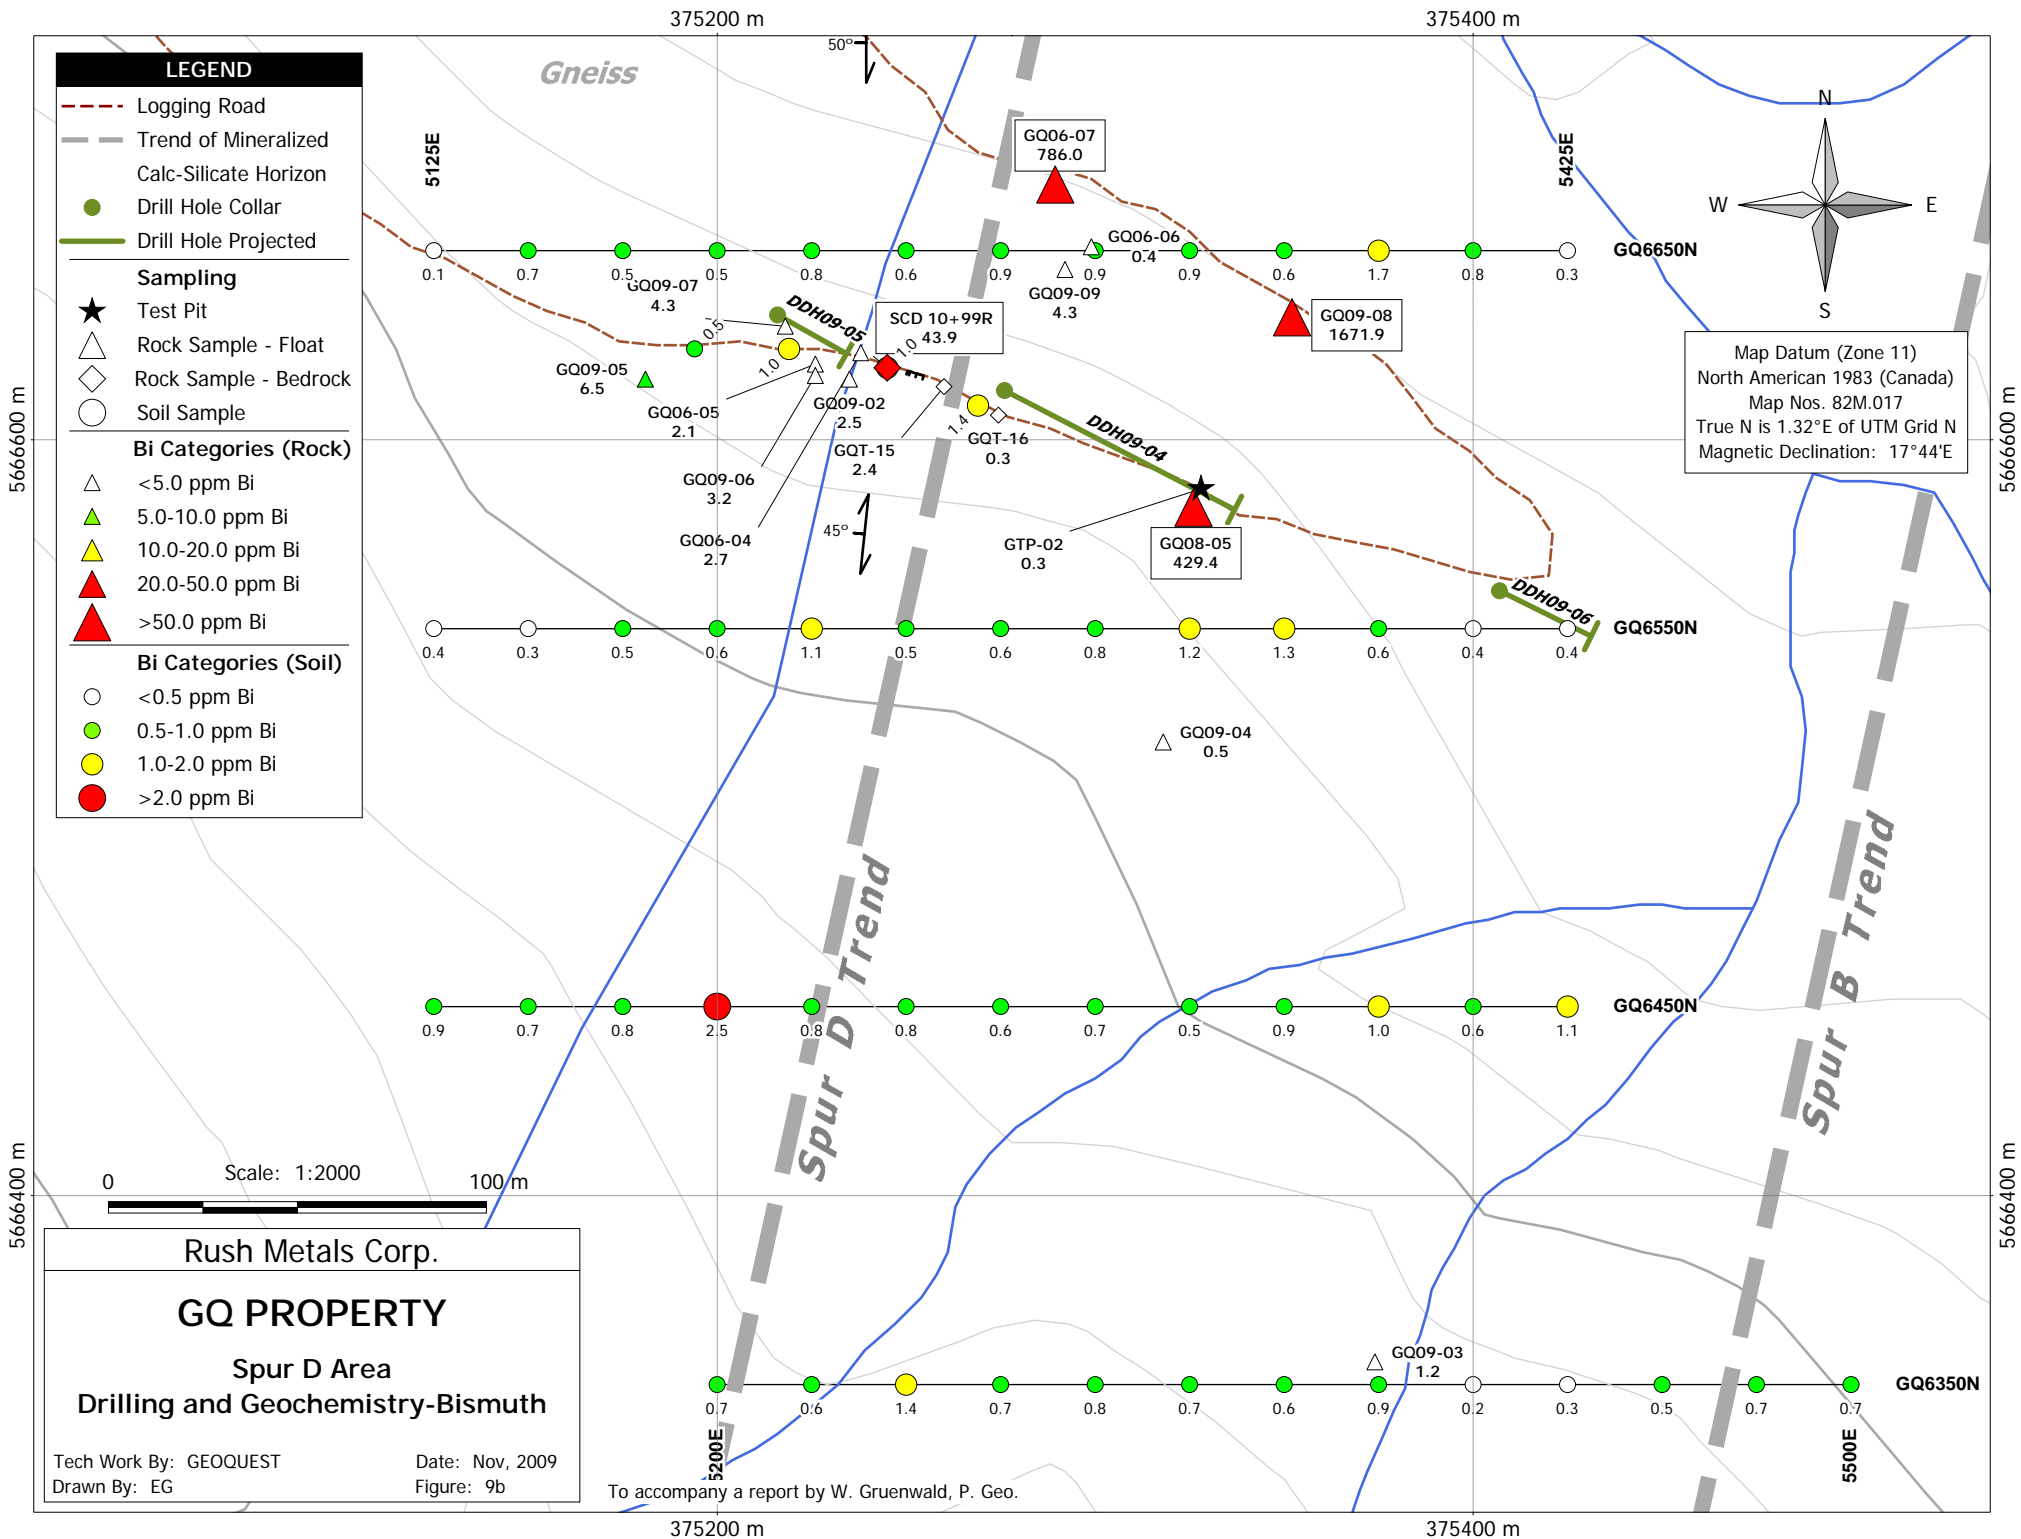 375200 m
375400 m
LEGEND
Logging Road
Trend of Mineralized
Calc-Silicate Horizon
Drill Hole Collar
Drill Hole Projected
Sampling
Test Pit
Rock Sample - Float
Rock Sample - Bedrock
Soil Sample
Bi Categories (Rock)
<5.0 ppm Bi
5.0-10.0 ppm Bi
10.0-20.0 ppm Bi
20.0-50.0 ppm Bi
>50.0 ppm Bi
Bi Categories (Soil)
<0.5 ppm Bi
0.5-1.0 ppm Bi
1.0-2.0 ppm Bi
>2.0 ppm Bi
Gneiss
50°
5125E
5425E
GQ06-07
786.0
N
W
E
S
GQ06-06
0.4
GQ6650N
0.1 0.7 0.5 0.5 0.8 0.6 0.9 0.9 0.9 0.6 1.7 0.8 0.3
GQ09-07
4.3
GQ09-09
4.3
DDH09-05
SCD 10+99R
43.9
GQ09-08
1671.9
0.5
1.0
1.0
1.4
GQ09-05
6.5
GQ06-05
2.1
GQ09-02
2.5
GQT-15
2.4
GQT-16
0.3
DDH09-04
GQ09-06
3.2
GQ06-04
2.7
45°
GTP-02
0.3
GQ08-05
429.4
Map Datum (Zone 11)
North American 1983 (Canada)
Map Nos. 82M.017
True N is 1.32°E of UTM Grid N
Magnetic Declination: 17°44'E
5666600 m
5666600 m
DDH09-06
GQ6550N
0.4 0.3 0.5 0.6 1.1 0.5 0.6 0.8 1.2 1.3 0.6 0.4 0.4
GQ09-04
0.5
Spur D Trend
Spur B Trend
GQ6450N
0.9 0.7 0.8 2.5 0.8 0.8 0.6 0.7 0.5 0.9 1.0 0.6 1.1
5666400 m
5666400 m
Scale: 1:2000
0
100 m
GQ09-03
1.2
GQ6350N
0.7 0.6 1.4 0.7 0.8 0.7 0.6 0.9 0.2 0.3 0.5 0.7 0.7
5200E
5500E
Rush Metals Corp.
GQ PROPERTY
Spur D Area
Drilling and Geochemistry-Bismuth
Tech Work By: GEOQUEST
Date: Nov, 2009
Drawn By: EG
Figure: 9b
To accompany a report by W. Gruenwald, P. Geo.
375200 m
375400 m